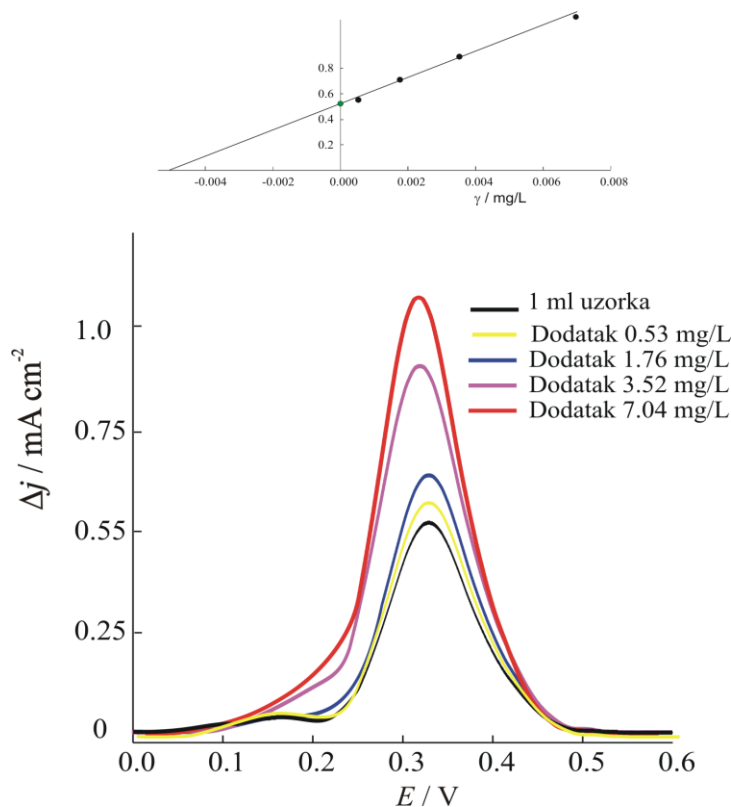 0.8
0.6
0.4
0.2
-0.004 -0.002 0.000 0.002 0.004 0.006 0.008
γ / mg/L
1 ml uzorka
Dodatak 0.53 mg/L
Dodatak 1.76 mg/L
Dodatak 3.52 mg/L
Dodatak 7.04 mg/L
1.0
0.75
0.55
0.25
0
Δj / mA cm⁻²
0.0 0.1 0.2 0.3 0.4 0.5 0.6
E / V